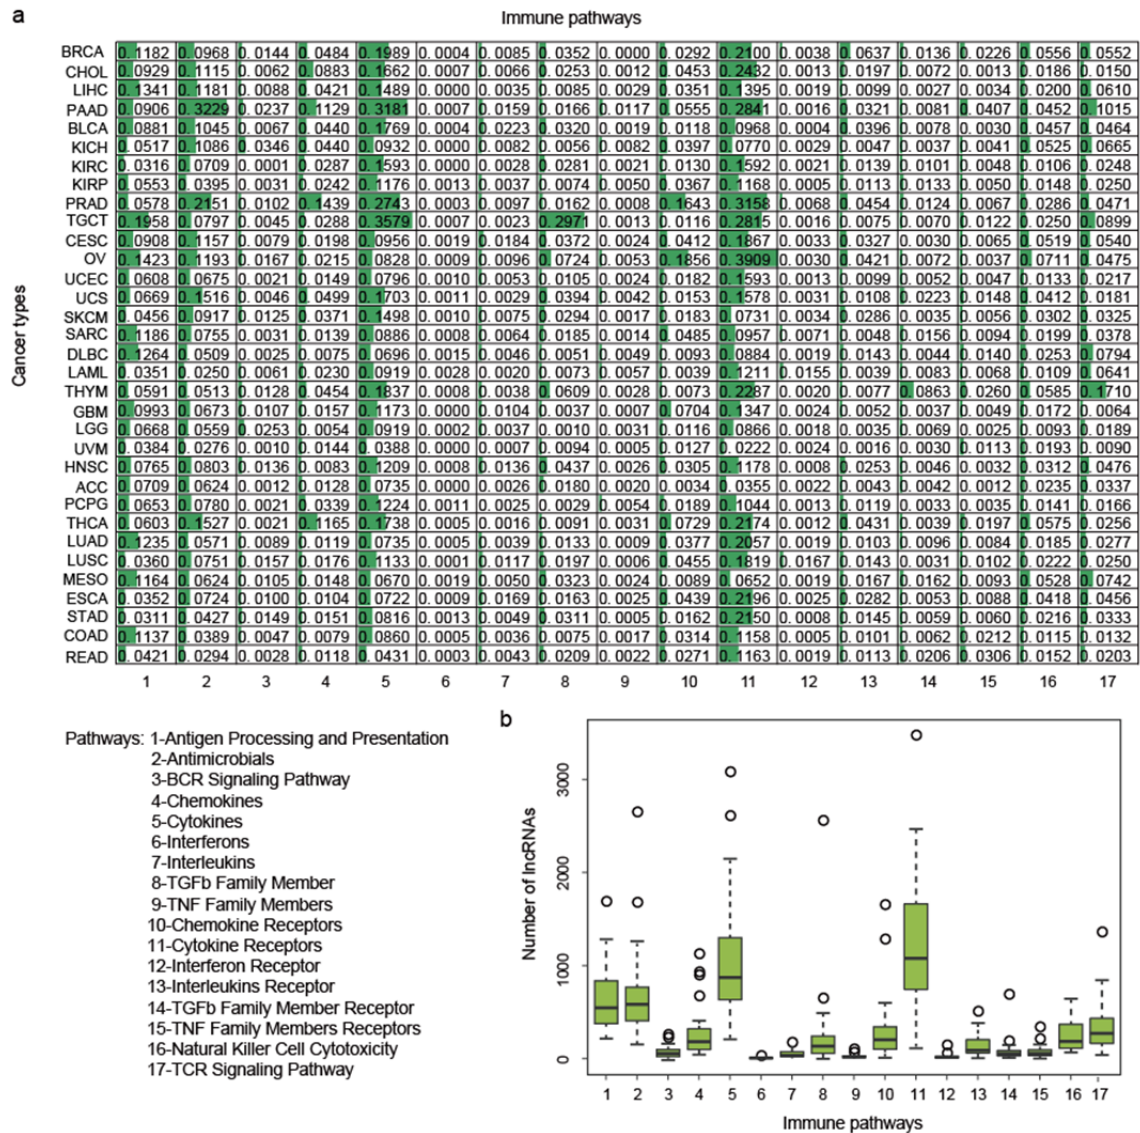 a
Immune pathways
Cancer types
BRCA 0.1182 0.0968 0.0144 0.0484 0.1989 0.0004 0.0085 0.0352 0.0000 0.0292 0.2100 0.0038 0.0637 0.0136 0.0226 0.0556 0.0552
CHOL 0.0929 0.1115 0.0062 0.0883 0.1662 0.0007 0.0066 0.0253 0.0012 0.0453 0.2432 0.0013 0.0197 0.0072 0.0013 0.0186 0.0150
LIHC 0.1341 0.1181 0.0088 0.0421 0.1489 0.0000 0.0035 0.0085 0.0029 0.0351 0.1395 0.0019 0.0099 0.0027 0.0034 0.0200 0.0610
PAAD 0.0906 0.3229 0.0237 0.1129 0.3181 0.0007 0.0159 0.0166 0.0117 0.0555 0.2841 0.0016 0.0321 0.0081 0.0407 0.0452 0.1015
BLCA 0.0881 0.1045 0.0067 0.0440 0.1769 0.0004 0.0223 0.0320 0.0019 0.0118 0.0968 0.0004 0.0396 0.0078 0.0030 0.0457 0.0464
KICH 0.0517 0.1086 0.0346 0.0440 0.0932 0.0000 0.0082 0.0056 0.0082 0.0397 0.0770 0.0029 0.0047 0.0037 0.0041 0.0525 0.0665
KIRC 0.0316 0.0709 0.0001 0.0287 0.1593 0.0000 0.0028 0.0281 0.0021 0.0130 0.1592 0.0021 0.0139 0.0101 0.0048 0.0106 0.0248
KIRP 0.0553 0.0395 0.0031 0.0242 0.1176 0.0013 0.0037 0.0074 0.0050 0.0367 0.1168 0.0005 0.0113 0.0133 0.0050 0.0148 0.0250
PRAD 0.0578 0.2151 0.0102 0.1439 0.2743 0.0003 0.0097 0.0162 0.0008 0.1643 0.3158 0.0068 0.0454 0.0124 0.0067 0.0286 0.0471
TGCT 0.1958 0.0797 0.0045 0.0288 0.3579 0.0007 0.0023 0.2971 0.0013 0.0116 0.2815 0.0016 0.0075 0.0070 0.0122 0.0250 0.0899
CESC 0.0908 0.1157 0.0079 0.0198 0.0956 0.0019 0.0184 0.0372 0.0024 0.0412 0.1867 0.0033 0.0327 0.0030 0.0065 0.0519 0.0540
OV 0.1423 0.1193 0.0167 0.0215 0.0828 0.0009 0.0096 0.0724 0.0053 0.1856 0.3909 0.0030 0.0421 0.0072 0.0037 0.0711 0.0475
UCEC 0.0608 0.0675 0.0021 0.0149 0.0796 0.0010 0.0053 0.0105 0.0024 0.0182 0.1593 0.0013 0.0099 0.0052 0.0047 0.0133 0.0217
UCS 0.0669 0.1516 0.0046 0.0499 0.1703 0.0011 0.0029 0.0394 0.0042 0.0153 0.1578 0.0031 0.0108 0.0223 0.0148 0.0412 0.0181
SKCM 0.0456 0.0917 0.0125 0.0371 0.1498 0.0010 0.0075 0.0294 0.0017 0.0183 0.0731 0.0034 0.0286 0.0035 0.0056 0.0302 0.0325
SARC 0.1186 0.0755 0.0031 0.0139 0.0886 0.0008 0.0064 0.0185 0.0014 0.0485 0.0957 0.0071 0.0048 0.0156 0.0094 0.0199 0.0378
DLBC 0.1264 0.0509 0.0025 0.0075 0.0696 0.0015 0.0046 0.0051 0.0049 0.0093 0.0884 0.0019 0.0143 0.0044 0.0140 0.0253 0.0794
LAML 0.0351 0.0250 0.0061 0.0230 0.0919 0.0028 0.0020 0.0073 0.0057 0.0039 0.1211 0.0155 0.0039 0.0083 0.0068 0.0109 0.0641
THYM 0.0591 0.0513 0.0128 0.0454 0.1837 0.0007 0.0038 0.0609 0.0028 0.0073 0.2287 0.0020 0.0077 0.0863 0.0260 0.0585 0.1710
GBM 0.0993 0.0673 0.0107 0.0157 0.1173 0.0000 0.0104 0.0037 0.0007 0.0704 0.1347 0.0024 0.0052 0.0037 0.0049 0.0172 0.0064
LGG 0.0668 0.0559 0.0253 0.0054 0.0919 0.0002 0.0037 0.0010 0.0031 0.0116 0.0866 0.0018 0.0035 0.0069 0.0025 0.0093 0.0189
UVM 0.0384 0.0276 0.0010 0.0144 0.0388 0.0000 0.0007 0.0094 0.0005 0.0127 0.0222 0.0024 0.0016 0.0030 0.0113 0.0193 0.0090
HNSC 0.0765 0.0803 0.0136 0.0083 0.1209 0.0008 0.0136 0.0437 0.0026 0.0305 0.1178 0.0008 0.0253 0.0046 0.0032 0.0312 0.0476
ACC 0.0709 0.0624 0.0012 0.0128 0.0735 0.0000 0.0026 0.0180 0.0020 0.0034 0.0355 0.0022 0.0043 0.0042 0.0012 0.0235 0.0337
PCPG 0.0653 0.0780 0.0021 0.0339 0.1224 0.0011 0.0025 0.0029 0.0054 0.0189 0.1044 0.0013 0.0119 0.0033 0.0035 0.0141 0.0166
THCA 0.0603 0.1527 0.0021 0.1165 0.1738 0.0005 0.0016 0.0091 0.0031 0.0729 0.2174 0.0012 0.0431 0.0039 0.0197 0.0575 0.0256
LUAD 0.1235 0.0571 0.0089 0.0119 0.0735 0.0005 0.0039 0.0133 0.0009 0.0377 0.2057 0.0019 0.0103 0.0096 0.0084 0.0185 0.0277
LUSC 0.0360 0.0751 0.0157 0.0176 0.1133 0.0001 0.0117 0.0197 0.0006 0.0455 0.1819 0.0167 0.0143 0.0031 0.0102 0.0222 0.0250
MESO 0.1164 0.0624 0.0105 0.0148 0.0670 0.0019 0.0050 0.0323 0.0024 0.0089 0.0652 0.0019 0.0167 0.0162 0.0093 0.0528 0.0742
ESCA 0.0352 0.0724 0.0100 0.0104 0.0722 0.0009 0.0169 0.0163 0.0025 0.0439 0.2196 0.0025 0.0282 0.0053 0.0088 0.0418 0.0456
STAD 0.0311 0.0427 0.0149 0.0151 0.0816 0.0013 0.0049 0.0311 0.0005 0.0162 0.2150 0.0008 0.0145 0.0059 0.0060 0.0216 0.0333
COAD 0.1137 0.0389 0.0047 0.0079 0.0860 0.0005 0.0036 0.0075 0.0017 0.0314 0.1158 0.0005 0.0101 0.0062 0.0212 0.0115 0.0132
READ 0.0421 0.0294 0.0028 0.0118 0.0431 0.0003 0.0043 0.0209 0.0022 0.0271 0.1163 0.0019 0.0113 0.0206 0.0306 0.0152 0.0203
1 2 3 4 5 6 7 8 9 10 11 12 13 14 15 16 17
Pathways: 1-Antigen Processing and Presentation
2-Antimicrobials
3-BCR Signaling Pathway
4-Chemokines
5-Cytokines
6-Interferons
7-Interleukins
8-TGFb Family Member
9-TNF Family Members
10-Chemokine Receptors
11-Cytokine Receptors
12-Interferon Receptor
13-Interleukins Receptor
14-TGFb Family Member Receptor
15-TNF Family Members Receptors
16-Natural Killer Cell Cytotoxicity
17-TCR Signaling Pathway
b
Number of lncRNAs
3000
2000
1000
0
1 2 3 4 5 6 7 8 9 10 11 12 13 14 15 16 17
Immune pathways